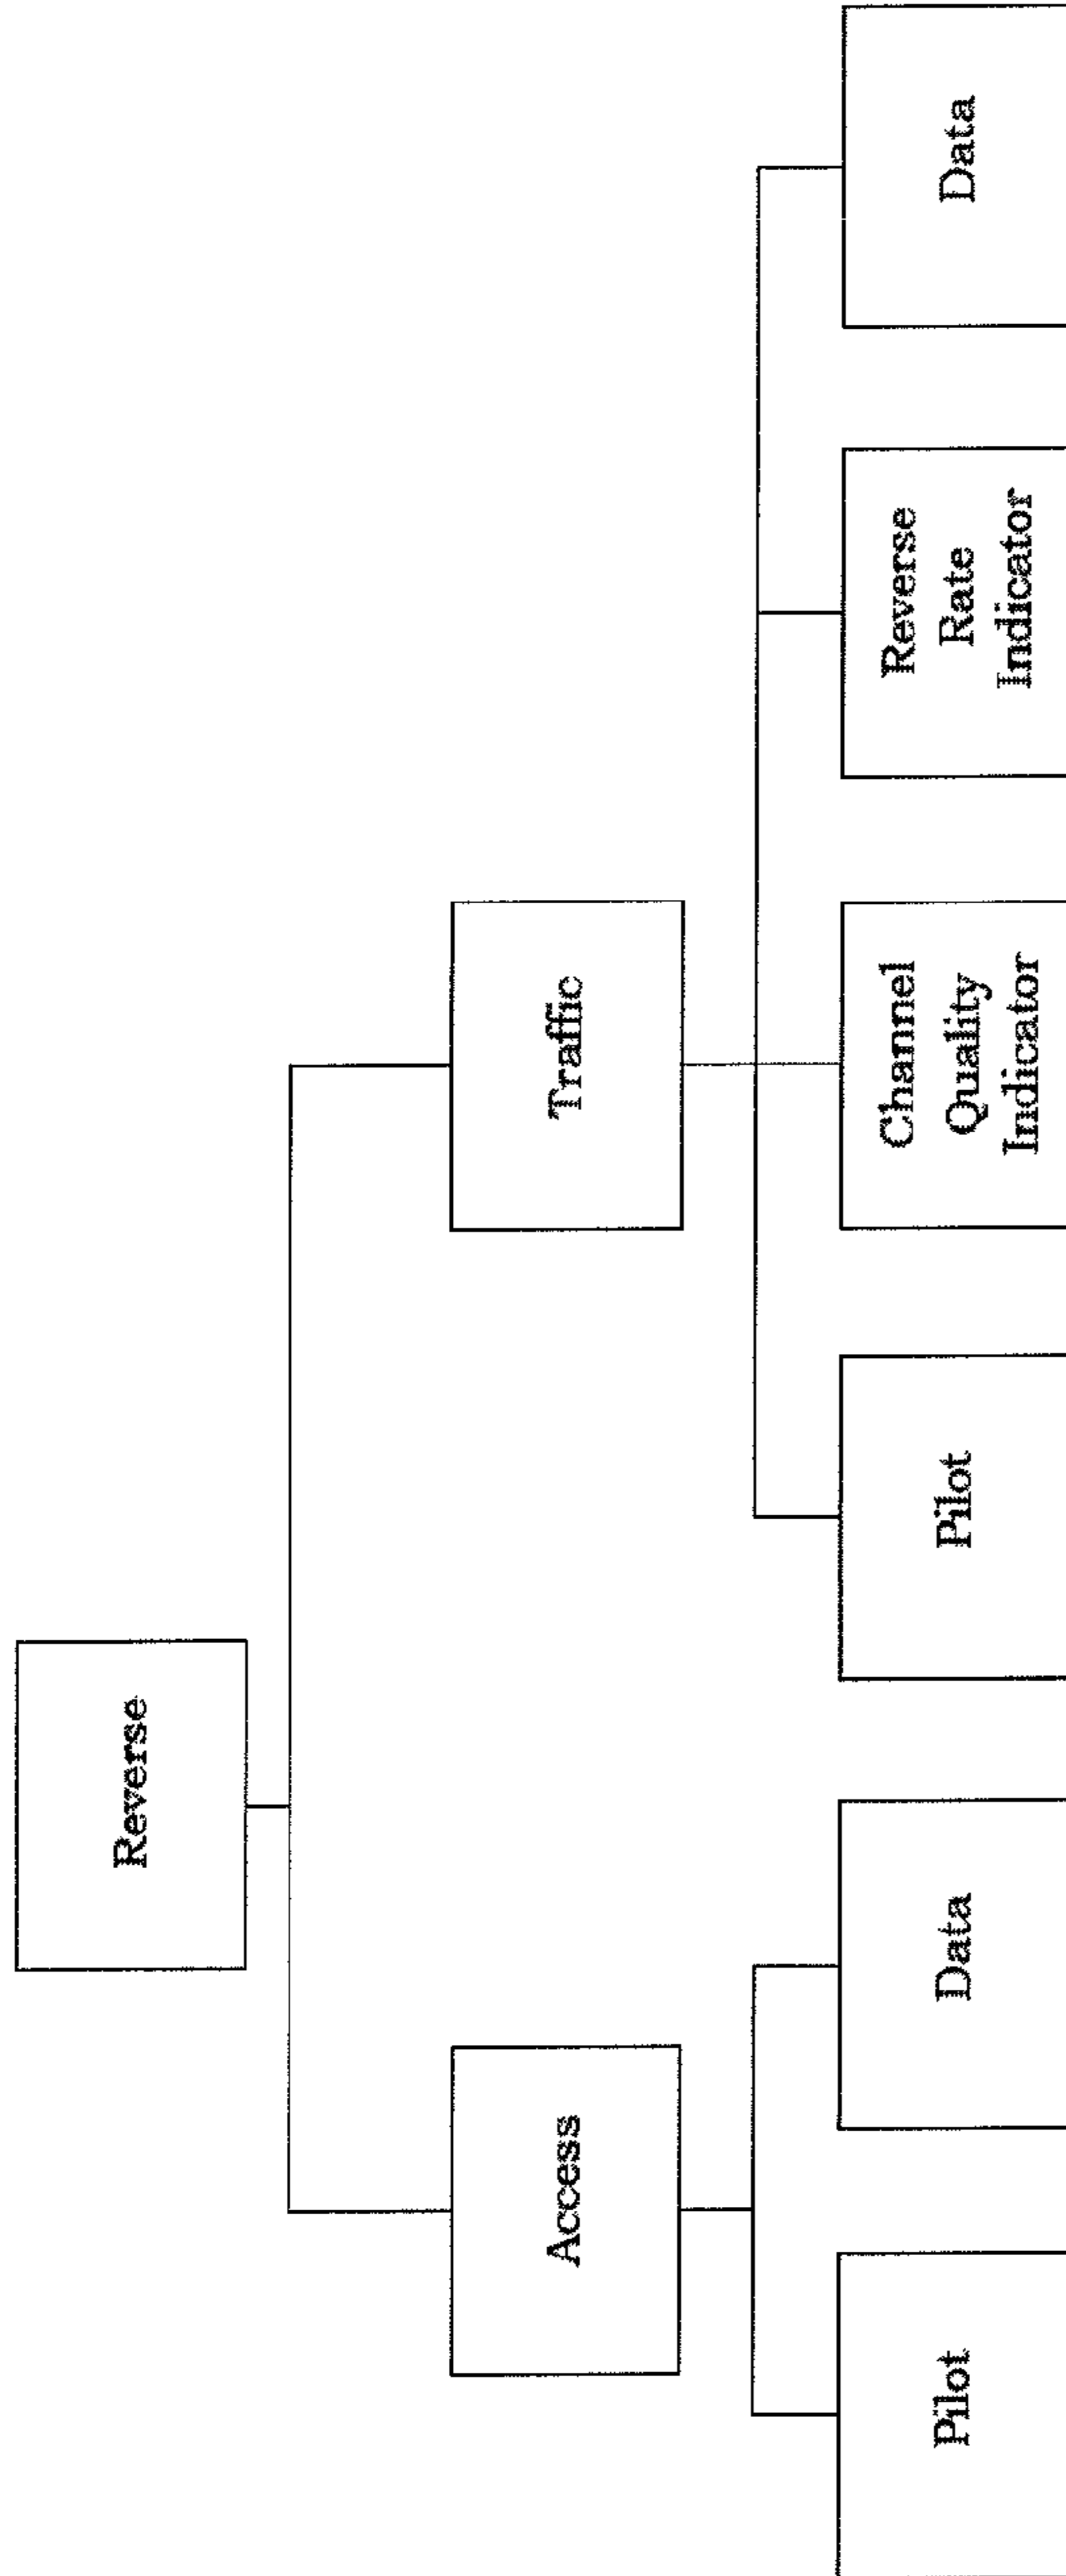 Reverse
Access
Traffic
Pilot
Data
Pilot
Channel
Quality
Indicator
Reverse
Rate
Indicator
Data